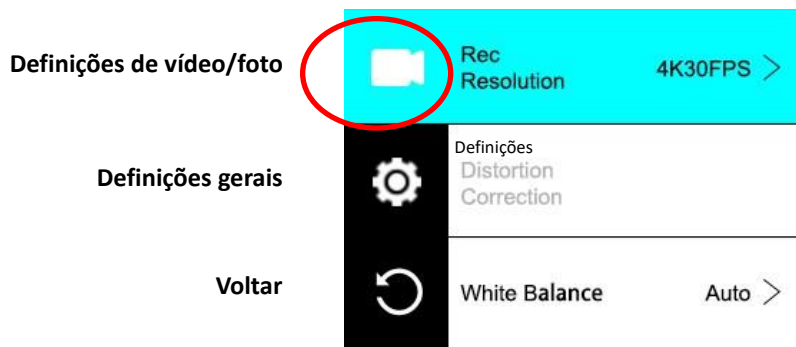 Definições de vídeo/foto
Rec
Resolution
4K30FPS >
Definições gerais
Definições
Distortion
Correction
Voltar
White Balance
Auto >